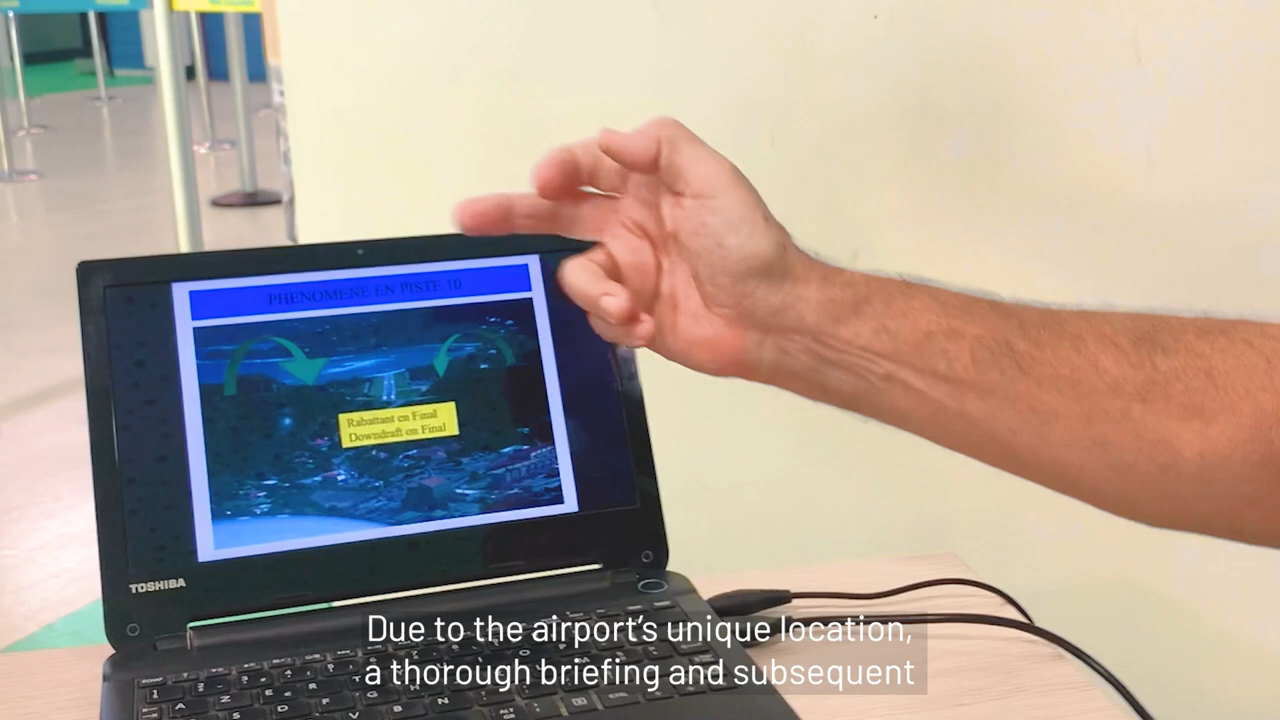 PHENOMENE EN PISTE 10
Rabattant en Final
Downdraft on Final
TOSHIBA
Due to the airport's unique location,
a thorough briefing and subsequent